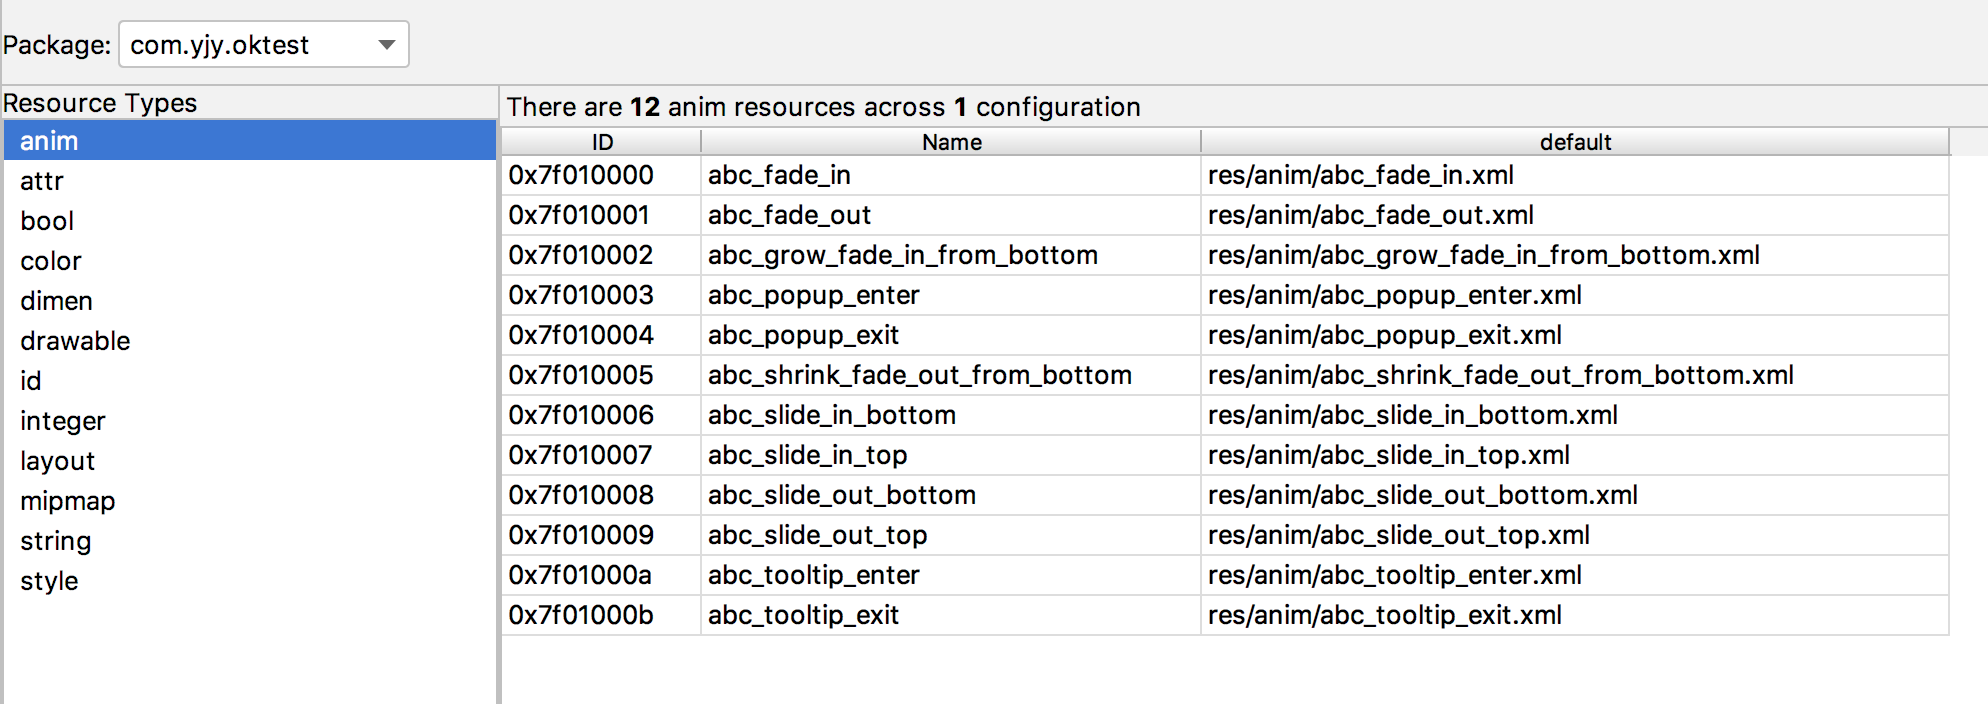 Package: com.yjy.oktest
Resource Types
anim
attr
bool
color
dimen
drawable
id
integer
layout
mipmap
string
style
There are 12 anim resources across 1 configuration
ID Name default
0x7f010000 abc_fade_in res/anim/abc_fade_in.xml
0x7f010001 abc_fade_out res/anim/abc_fade_out.xml
0x7f010002 abc_grow_fade_in_from_bottom res/anim/abc_grow_fade_in_from_bottom.xml
0x7f010003 abc_popup_enter res/anim/abc_popup_enter.xml
0x7f010004 abc_popup_exit res/anim/abc_popup_exit.xml
0x7f010005 abc_shrink_fade_out_from_bottom res/anim/abc_shrink_fade_out_from_bottom.xml
0x7f010006 abc_slide_in_bottom res/anim/abc_slide_in_bottom.xml
0x7f010007 abc_slide_in_top res/anim/abc_slide_in_top.xml
0x7f010008 abc_slide_out_bottom res/anim/abc_slide_out_bottom.xml
0x7f010009 abc_slide_out_top res/anim/abc_slide_out_top.xml
0x7f01000a abc_tooltip_enter res/anim/abc_tooltip_enter.xml
0x7f01000b abc_tooltip_exit res/anim/abc_tooltip_exit.xml